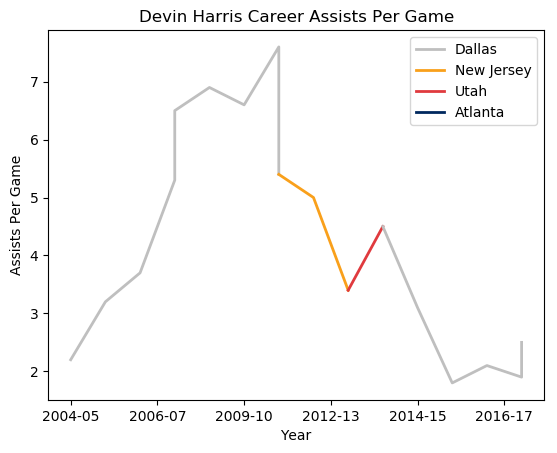 Devin Harris Career Assists Per Game
Dallas
New Jersey
Utah
Atlanta
7
6
5
4
3
2
Assists Per Game
2004-05
2006-07
2009-10
2012-13
2014-15
2016-17
Year